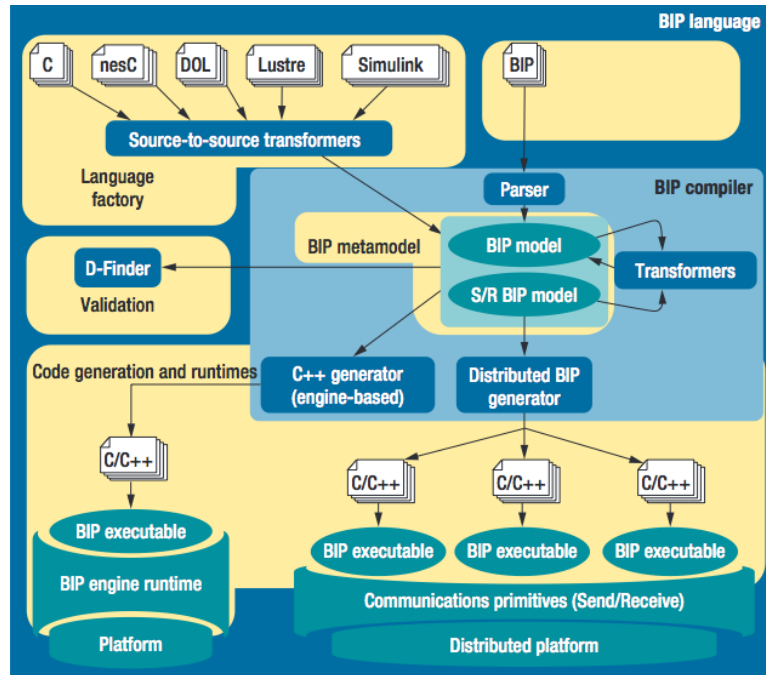 BIP language
C
nesC
DOL
Lustre
Simulink
BIP
Source-to-source transformers
Language
factory
Parser
BIP compiler
BIP metamodel
BIP model
Transformers
D-Finder
S/R BIP model
Validation
Code generation and runtimes
C++ generator
(engine-based)
Distributed BIP
generator
C/C++
C/C++
C/C++
C/C++
BIP executable
BIP executable
BIP executable
BIP executable
BIP engine runtime
Communications primitives (Send/Receive)
Platform
Distributed platform